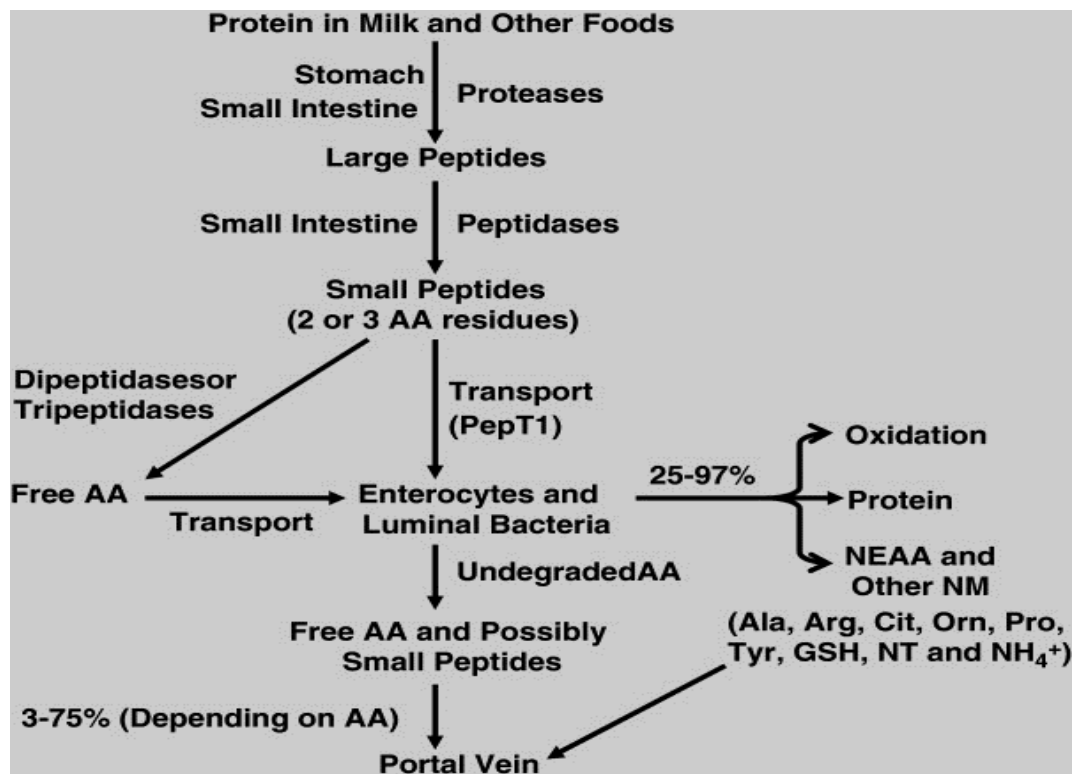 Protein in Milk and Other Foods
Stomach
Small Intestine
Proteases
Large Peptides
Small Intestine
Peptidases
Small Peptides
(2 or 3 AA residues)
Dipeptidasesor
Tripeptidases
Transport
(PepT1)
Free AA
Transport
Enterocytes and
Luminal Bacteria
25-97%
Oxidation
Protein
NEAA and
Other NM
(Ala, Arg, Cit, Orn, Pro,
Tyr, GSH, NT and NH₄⁺)
UndegradedAA
Free AA and Possibly
Small Peptides
3-75% (Depending on AA)
Portal Vein